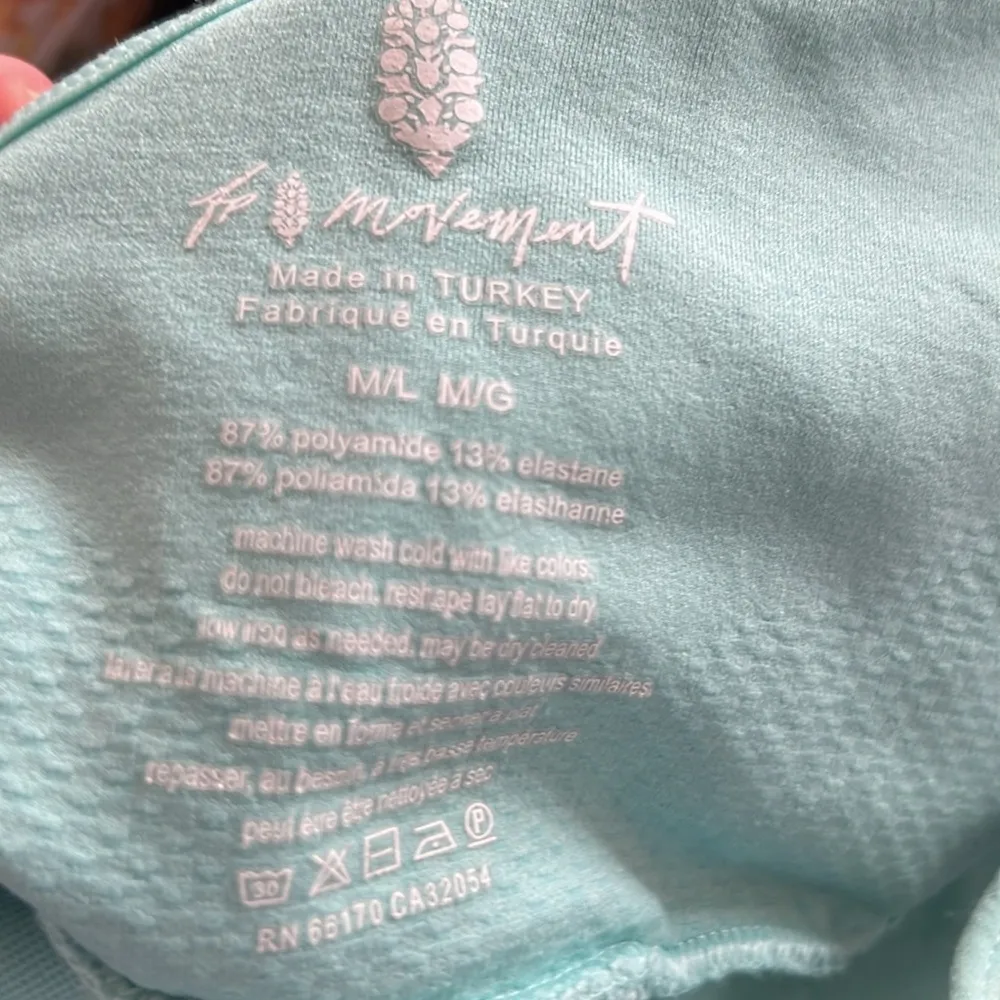 fp movement
Made in TURKEY
Fabriqué en Turquie
M/L M/G
87% polyamide 13% elastane
87% poliamida 13% elasthanne
machine wash cold with like colors.
do not bleach. reshape lay flat to dry
low iron as needed. may be dry cleaned
laver a la machine à l'eau froide avec couleurs similaires
mettre en forme et secher a plat
repasser, au besoin, à basse température
peut être être nettoyée à sec
30 P
RN 66170 CA32054